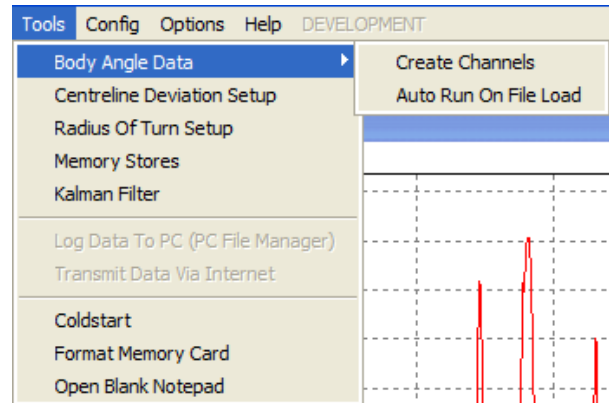 Tools Config Options Help DEVELOPMENT
Body Angle Data
Create Channels
Centreline Deviation Setup
Auto Run On File Load
Radius Of Turn Setup
Memory Stores
Kalman Filter
Log Data To PC (PC File Manager)
Transmit Data Via Internet
Coldstart
Format Memory Card
Open Blank Notepad